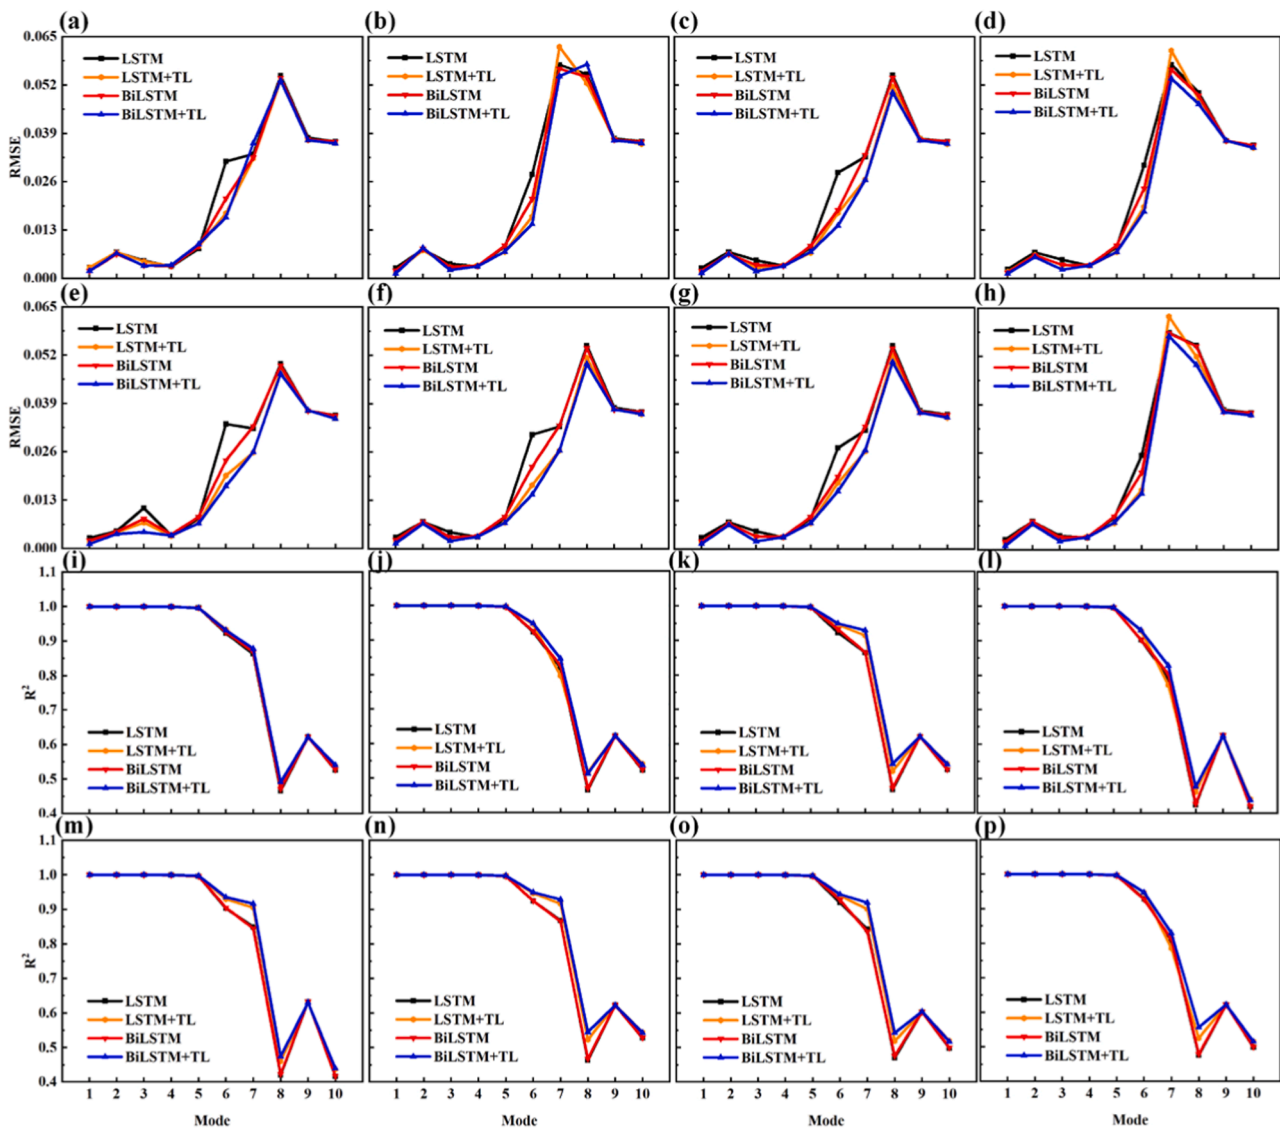 (a) (b) (c) (d)
0.065
0.052
0.039
0.026
0.013
0.000
RMSE
LSTM
LSTM+TL
BiLSTM
BiLSTM+TL
LSTM
LSTM+TL
BiLSTM
BiLSTM+TL
LSTM
LSTM+TL
BiLSTM
BiLSTM+TL
LSTM
LSTM+TL
BiLSTM
BiLSTM+TL
(e) (f) (g) (h)
0.065
0.052
0.039
0.026
0.013
0.000
RMSE
LSTM
LSTM+TL
BiLSTM
BiLSTM+TL
LSTM
LSTM+TL
BiLSTM
BiLSTM+TL
LSTM
LSTM+TL
BiLSTM
BiLSTM+TL
LSTM
LSTM+TL
BiLSTM
BiLSTM+TL
(i) (j) (k) (l)
1.1
1.0
0.9
0.8
0.7
0.6
0.5
0.4
R²
LSTM
LSTM+TL
BiLSTM
BiLSTM+TL
LSTM
LSTM+TL
BiLSTM
BiLSTM+TL
LSTM
LSTM+TL
BiLSTM
BiLSTM+TL
LSTM
LSTM+TL
BiLSTM
BiLSTM+TL
(m) (n) (o) (p)
1.1
1.0
0.9
0.8
0.7
0.6
0.5
0.4
R²
LSTM
LSTM+TL
BiLSTM
BiLSTM+TL
LSTM
LSTM+TL
BiLSTM
BiLSTM+TL
LSTM
LSTM+TL
BiLSTM
BiLSTM+TL
LSTM
LSTM+TL
BiLSTM
BiLSTM+TL
1 2 3 4 5 6 7 8 9 10 1 2 3 4 5 6 7 8 9 10 1 2 3 4 5 6 7 8 9 10 1 2 3 4 5 6 7 8 9 10
Mode Mode Mode Mode